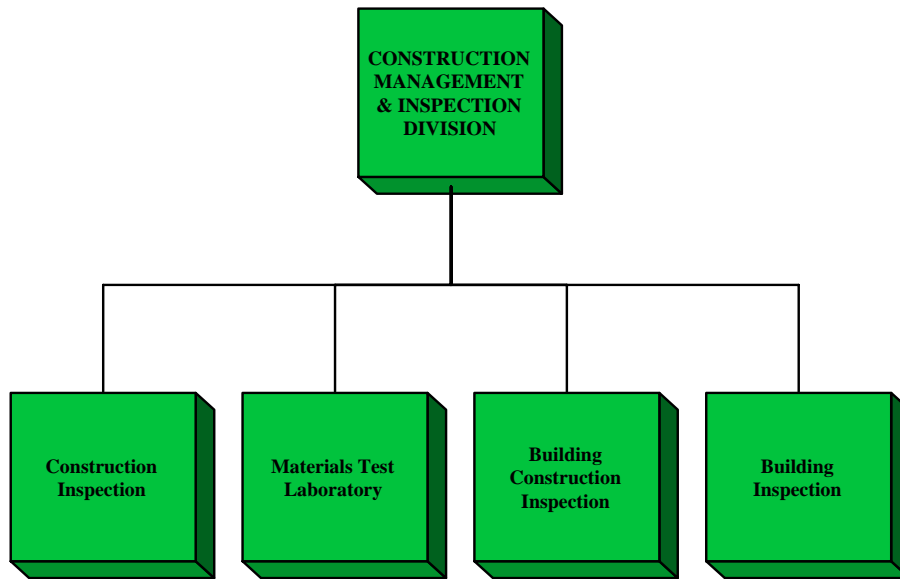 CONSTRUCTION
MANAGEMENT
& INSPECTION
DIVISION
Construction
Inspection
Materials Test
Laboratory
Building
Construction
Inspection
Building
Inspection